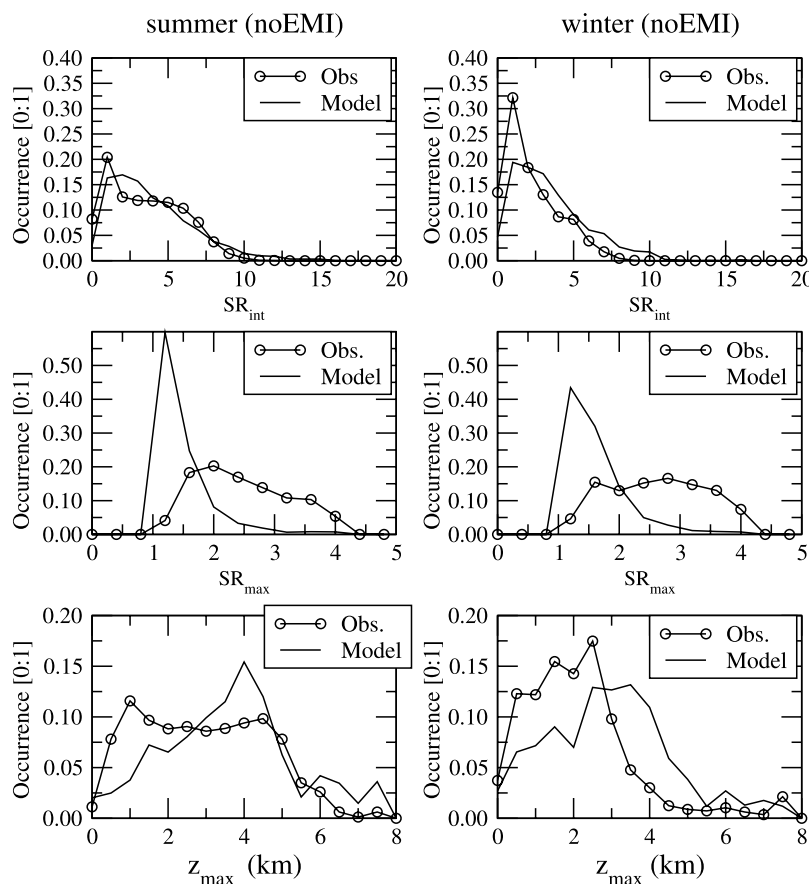 summer (noEMI)
winter (noEMI)
Occurrence [0:1]
0.40
0.35
0.30
0.25
0.20
0.15
0.10
0.05
0.00
Obs
Model
0 5 10 15 20
SR_int
Occurrence [0:1]
0.40
0.35
0.30
0.25
0.20
0.15
0.10
0.05
0.00
Obs
Model
0 5 10 15 20
SR_int
Occurrence [0:1]
0.50
0.40
0.30
0.20
0.10
0.00
Obs.
Model
0 1 2 3 4 5
SR_max
Occurrence [0:1]
0.50
0.40
0.30
0.20
0.10
0.00
Obs.
Model
0 1 2 3 4 5
SR_max
Occurrence [0:1]
0.20
0.15
0.10
0.05
0.00
Obs.
Model
0 2 4 6 8
z_max (km)
Occurrence [0:1]
0.20
0.15
0.10
0.05
0.00
Obs.
Model
0 2 4 6 8
z_max (km)